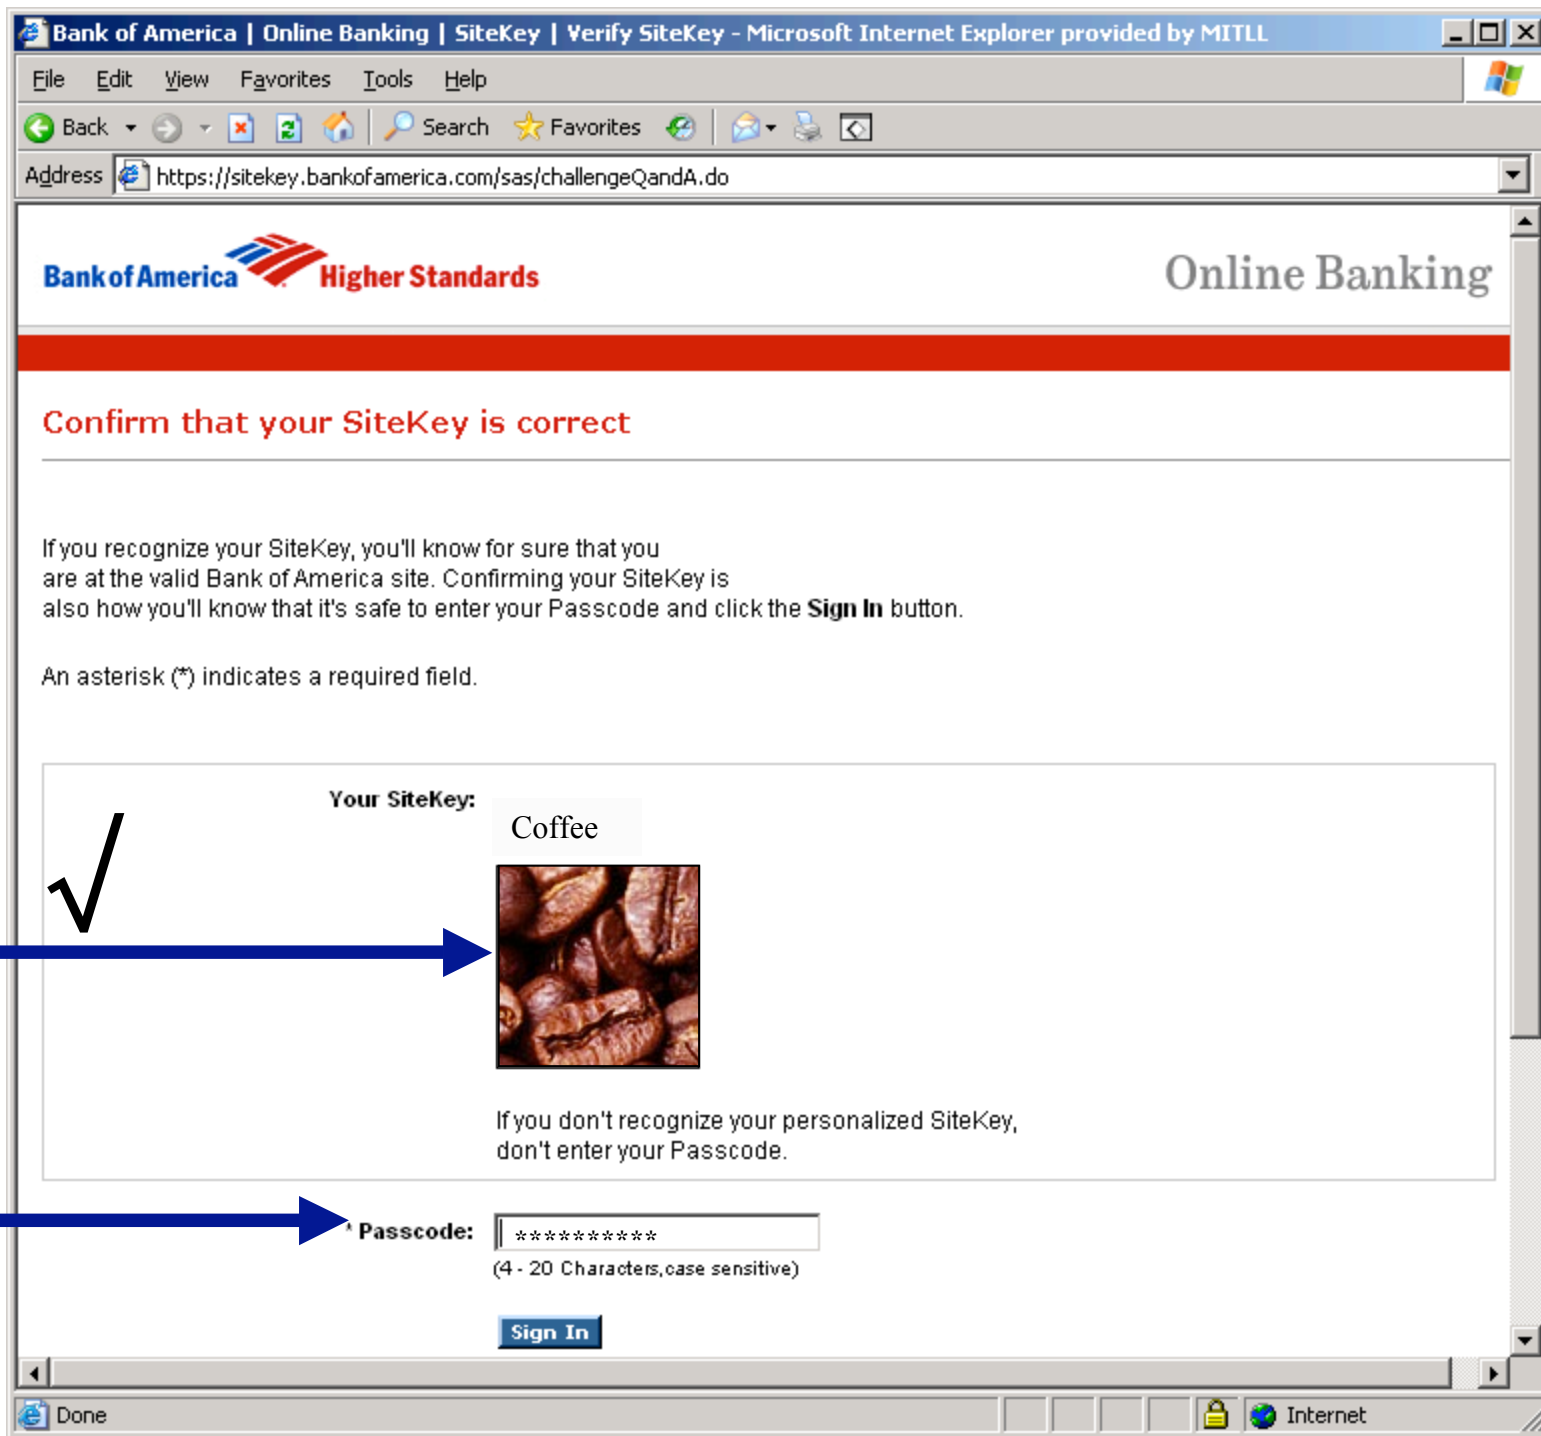 Bank of America | Online Banking | SiteKey | Verify SiteKey - Microsoft Internet Explorer provided by MITLL
File Edit View Favorites Tools Help
Back Search Favorites
Address https://sitekey.bankofamerica.com/sas/challengeQandA.do
Bank of America Higher Standards
Online Banking
Confirm that your SiteKey is correct
If you recognize your SiteKey, you'll know for sure that you
are at the valid Bank of America site. Confirming your SiteKey is
also how you'll know that it's safe to enter your Passcode and click the Sign In button.
An asterisk (*) indicates a required field.
Your SiteKey:
Coffee
√
If you don't recognize your personalized SiteKey,
don't enter your Passcode.
* Passcode: **********
(4 - 20 Characters,case sensitive)
Sign In
Done Internet